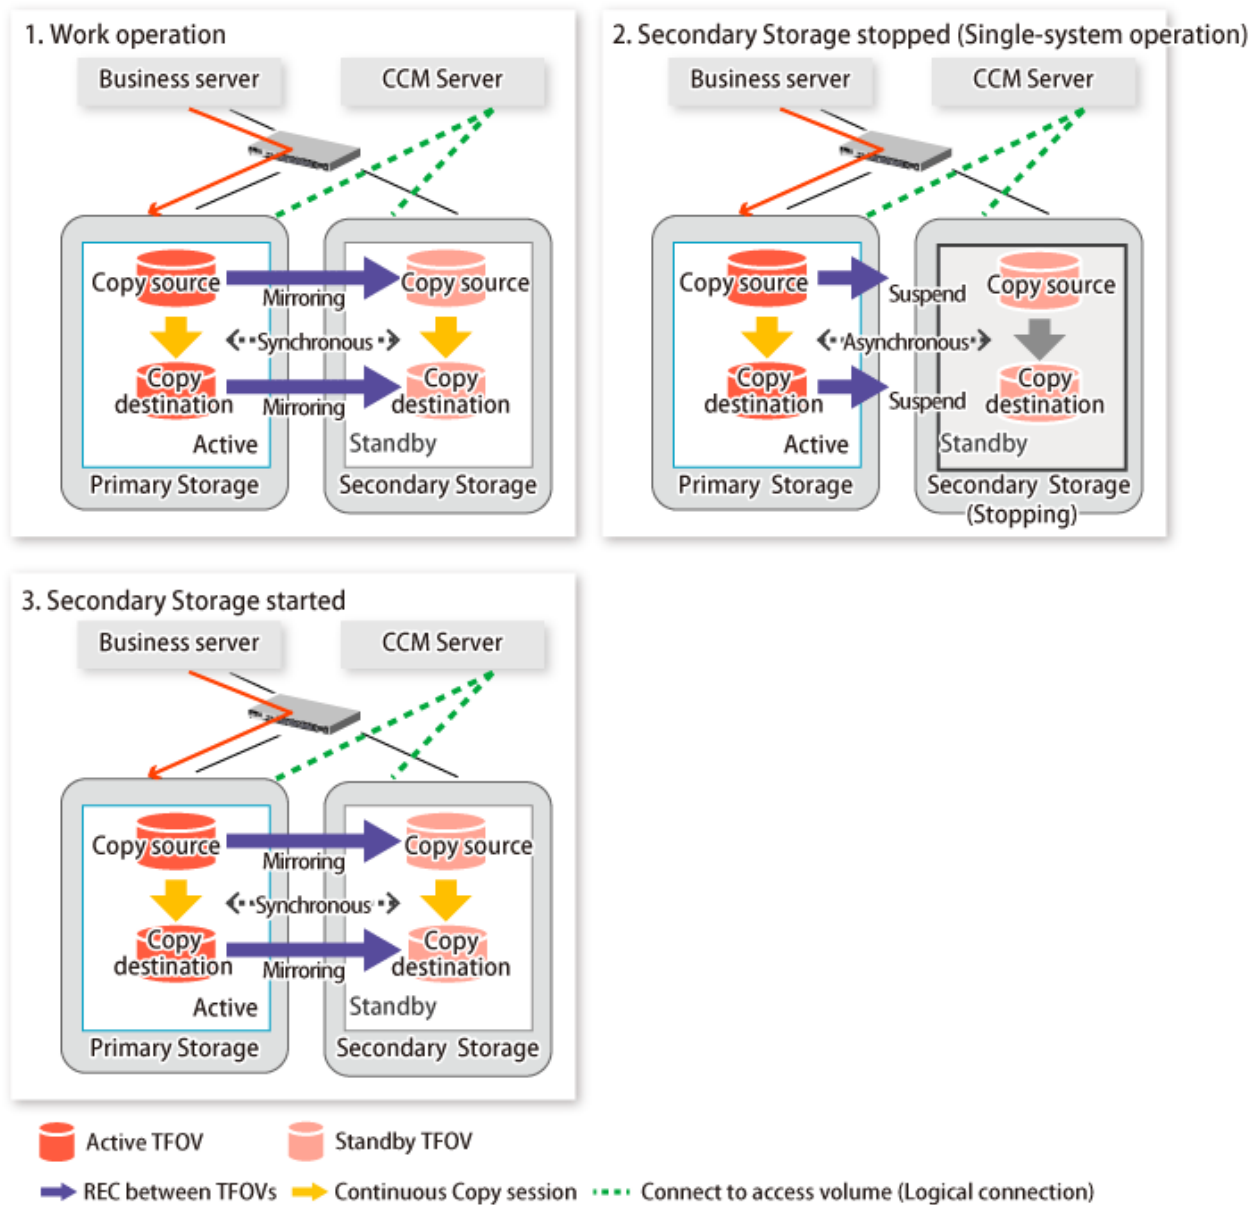 1. Work operation
Business server
CCM Server
Copy source
Mirroring
Copy source
Synchronous
Copy
destination
Mirroring
Copy
destination
Active
Standby
Primary Storage
Secondary Storage
2. Secondary Storage stopped (Single-system operation)
Business server
CCM Server
Copy source
Suspend
Copy source
Asynchronous
Copy
destination
Suspend
Copy
destination
Active
Standby
Primary Storage
Secondary Storage
(Stopping)
3. Secondary Storage started
Business server
CCM Server
Copy source
Mirroring
Copy source
Synchronous
Copy
destination
Mirroring
Copy
destination
Active
Standby
Primary Storage
Secondary Storage
Active TFOV
Standby TFOV
REC between TFOVs
Continuous Copy session
Connect to access volume (Logical connection)